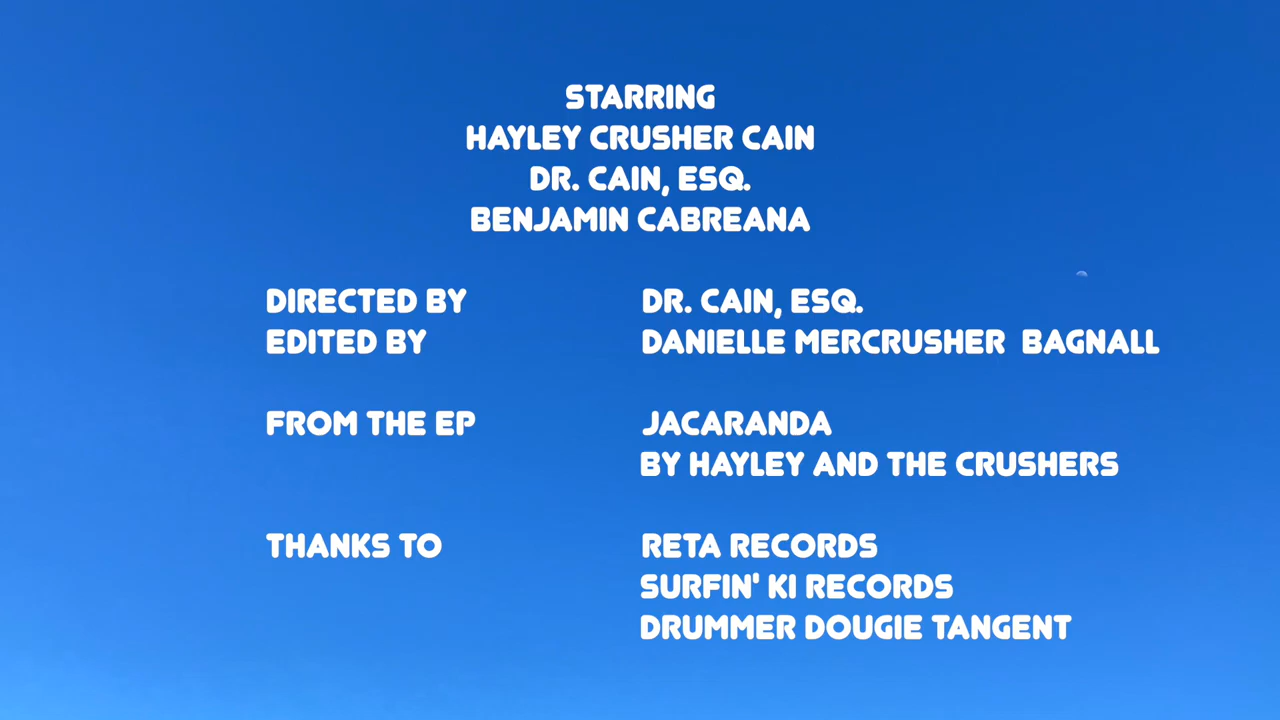 STARRING
HAYLEY CRUSHER CAIN
DR. CAIN, ESQ.
BENJAMIN CABREANA
DIRECTED BY DR. CAIN, ESQ.
EDITED BY DANIELLE MERCRUSHER BAGNALL
FROM THE EP JACARANDA
BY HAYLEY AND THE CRUSHERS
THANKS TO RETA RECORDS
SURFIN' KI RECORDS
DRUMMER DOUGIE TANGENT